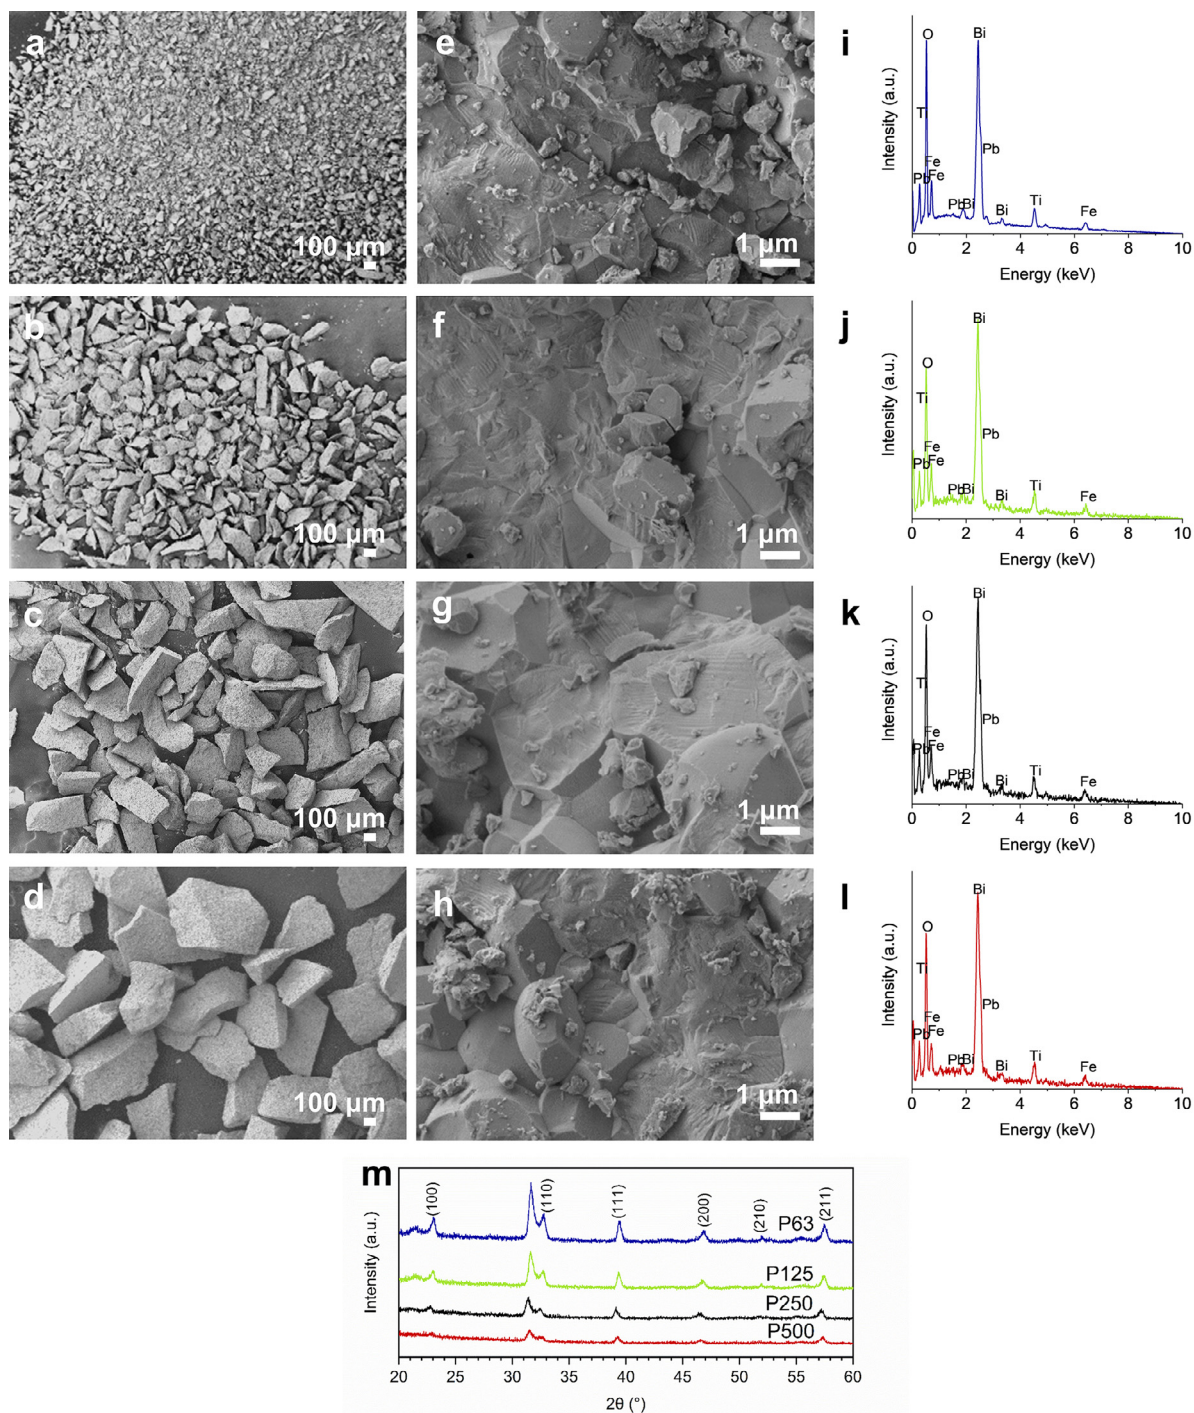 a
100 µm
e
1 µm
i
Intensity (a.u.)
O
Bi
Ti
Pb
Fe
Pb Fe
Pb Bi
Bi
Ti
Fe
0 2 4 6 8 10
Energy (keV)
b
100 µm
f
1 µm
j
Intensity (a.u.)
Bi
O
Ti
Pb
Fe
Pb Fe
Pb Bi
Bi
Ti
Fe
0 2 4 6 8 10
Energy (keV)
c
100 µm
g
1 µm
k
Intensity (a.u.)
Bi
O
Ti
Pb
Fe
Pb Fe
Pb Bi
Bi
Ti
Fe
0 2 4 6 8 10
Energy (keV)
d
100 µm
h
1 µm
l
Intensity (a.u.)
Bi
O
Ti
Pb
Fe
Pb Fe
Pb Bi
Bi
Ti
Fe
0 2 4 6 8 10
Energy (keV)
m
Intensity (a.u.)
(100)
(110)
(111)
(200)
(210)
(211)
P63
P125
P250
P500
20 25 30 35 40 45 50 55 60
2θ (°)